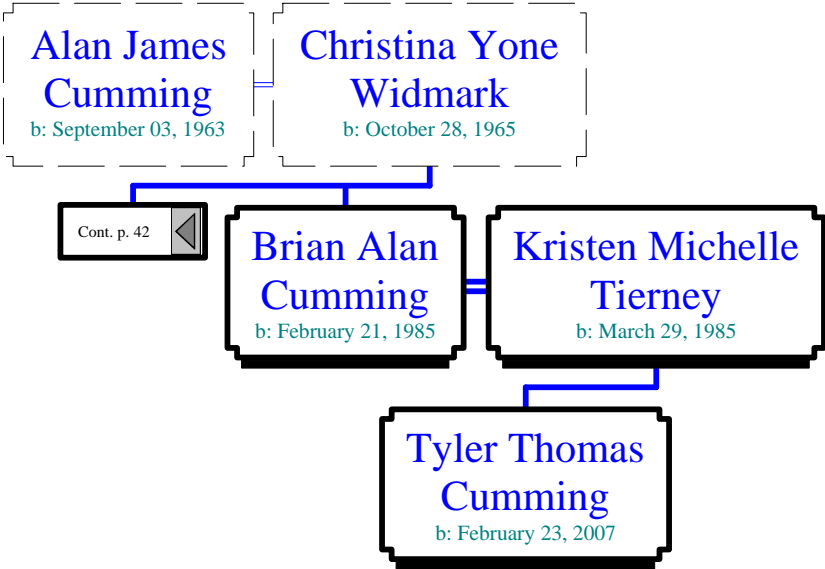 Alan James
Cumming
b: September 03, 1963
Christina Yone
Widmark
b: October 28, 1965
Cont. p. 42
Brian Alan
Cumming
b: February 21, 1985
Kristen Michelle
Tierney
b: March 29, 1985
Tyler Thomas
Cumming
b: February 23, 2007